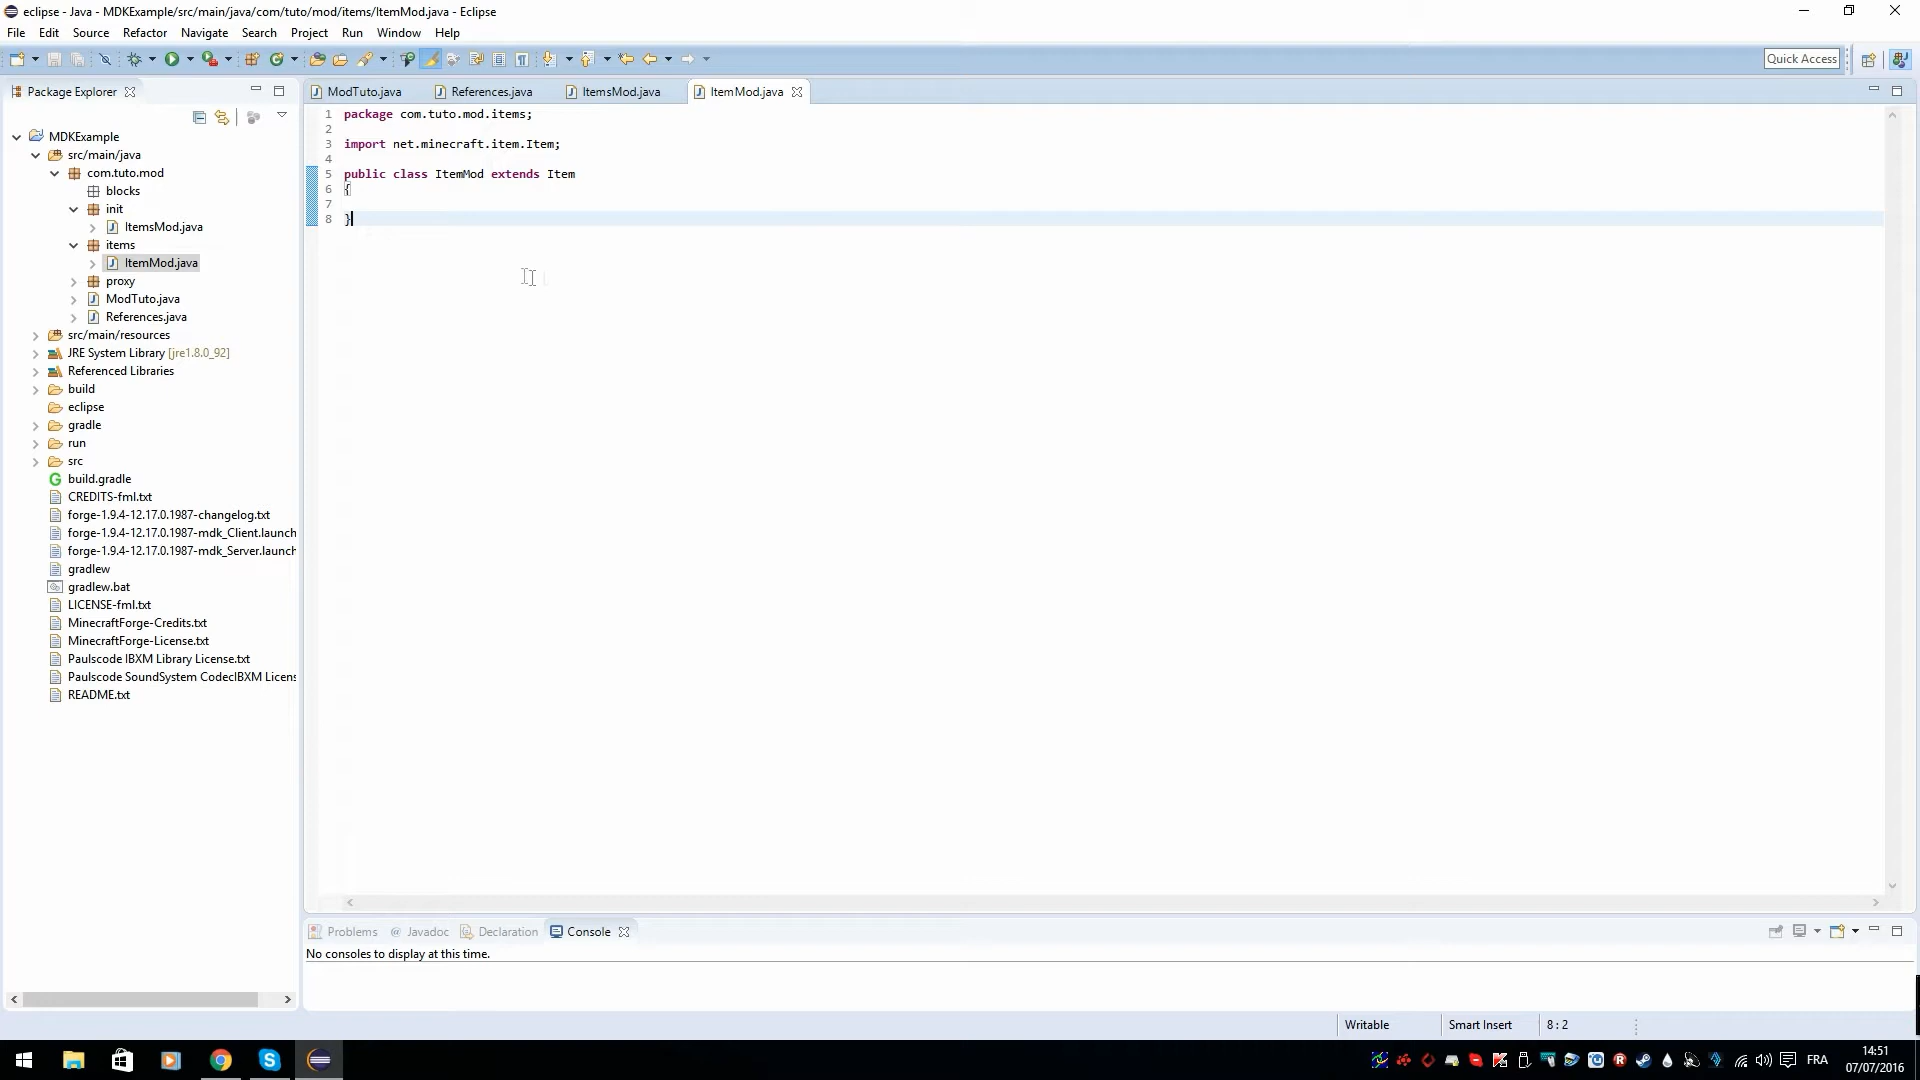 eclipse - Java - MDKExample/src/main/java/com/tuto/mod/items/ItemMod.java - Eclipse
File Edit Source Refactor Navigate Search Project Run Window Help
Quick Access
Package Explorer
MDKExample
src/main/java
com.tuto.mod
blocks
init
ItemsMod.java
items
ItemMod.java
proxy
ModTuto.java
References.java
src/main/resources
JRE System Library [jre1.8.0_92]
Referenced Libraries
build
eclipse
gradle
run
src
build.gradle
CREDITS-fml.txt
forge-1.9.4-12.17.0.1987-changelog.txt
forge-1.9.4-12.17.0.1987-mdk_Client.launch
forge-1.9.4-12.17.0.1987-mdk_Server.launch
gradlew
gradlew.bat
LICENSE-fml.txt
MinecraftForge-Credits.txt
MinecraftForge-License.txt
Paulscode IBXM Library License.txt
Paulscode SoundSystem CodecIBXM Licens
README.txt
ModTuto.java References.java ItemsMod.java ItemMod.java
1 package com.tuto.mod.items;
2
3 import net.minecraft.item.Item;
4
5 public class ItemMod extends Item
6 {
7
8 }
Problems @ Javadoc Declaration Console
No consoles to display at this time.
Writable Smart Insert 8 : 2
FRA
14:51
07/07/2016